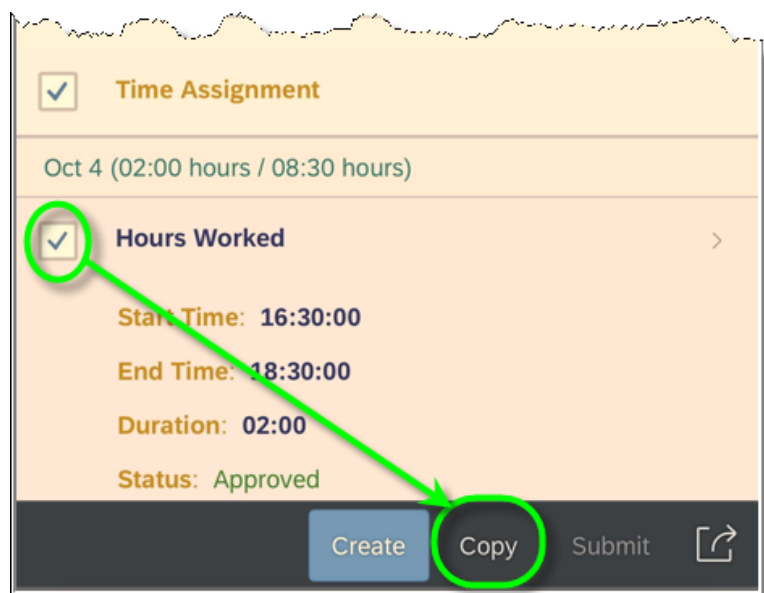 Time Assignment
Oct 4 (02:00 hours / 08:30 hours)
Hours Worked
Start Time: 16:30:00
End Time: 18:30:00
Duration: 02:00
Status: Approved
Create Copy Submit